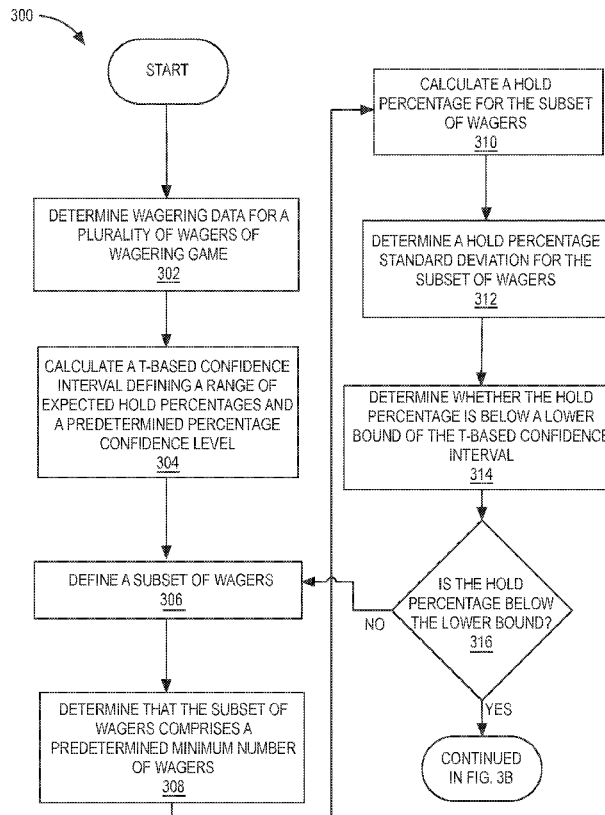 300
START
DETERMINE WAGERING DATA FOR A
PLURALITY OF WAGERS OF
WAGERING GAME
302
CALCULATE A T-BASED CONFIDENCE
INTERVAL DEFINING A RANGE OF
EXPECTED HOLD PERCENTAGES AND
A PREDETERMINED PERCENTAGE
CONFIDENCE LEVEL
304
DEFINE A SUBSET OF WAGERS
306
DETERMINE THAT THE SUBSET OF
WAGERS COMPRISES A
PREDETERMINED MINIMUM NUMBER
OF WAGERS
308
CALCULATE A HOLD
PERCENTAGE FOR THE SUBSET
OF WAGERS
310
DETERMINE A HOLD PERCENTAGE
STANDARD DEVIATION FOR THE
SUBSET OF WAGERS
312
DETERMINE WHETHER THE HOLD
PERCENTAGE IS BELOW A LOWER
BOUND OF THE T-BASED CONFIDENCE
INTERVAL
314
IS THE HOLD
PERCENTAGE BELOW
THE LOWER BOUND?
316
NO
YES
CONTINUED
IN FIG. 3B